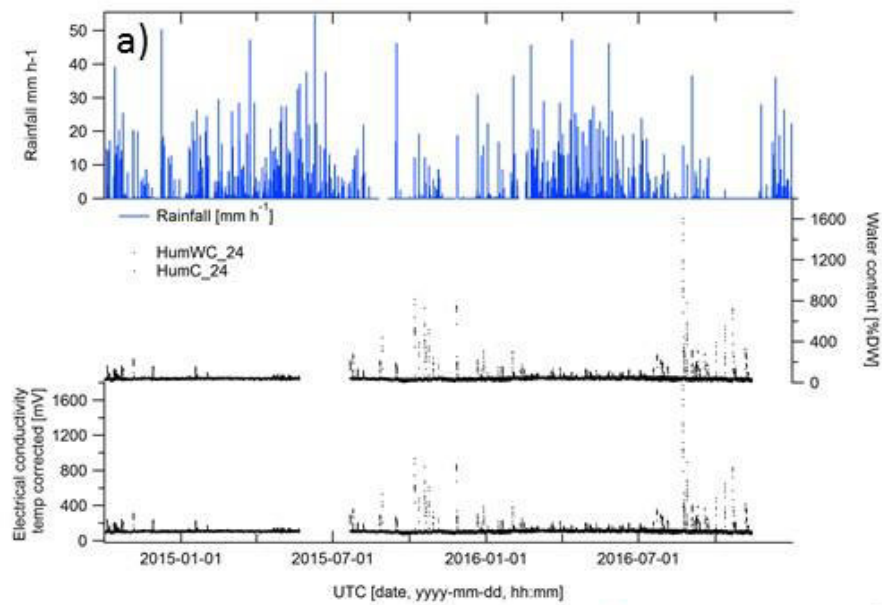 a)
50
40
30
20
10
0
Rainfall mm h-1
Rainfall [mm h⁻¹]
HumWC_24
HumC_24
1600
1200
800
400
0
Water content [%DW]
1600
1200
800
400
0
Electrical conductivity
temp corrected [mV]
2015-01-01
2015-07-01
2016-01-01
2016-07-01
UTC [date, yyyy-mm-dd, hh:mm]